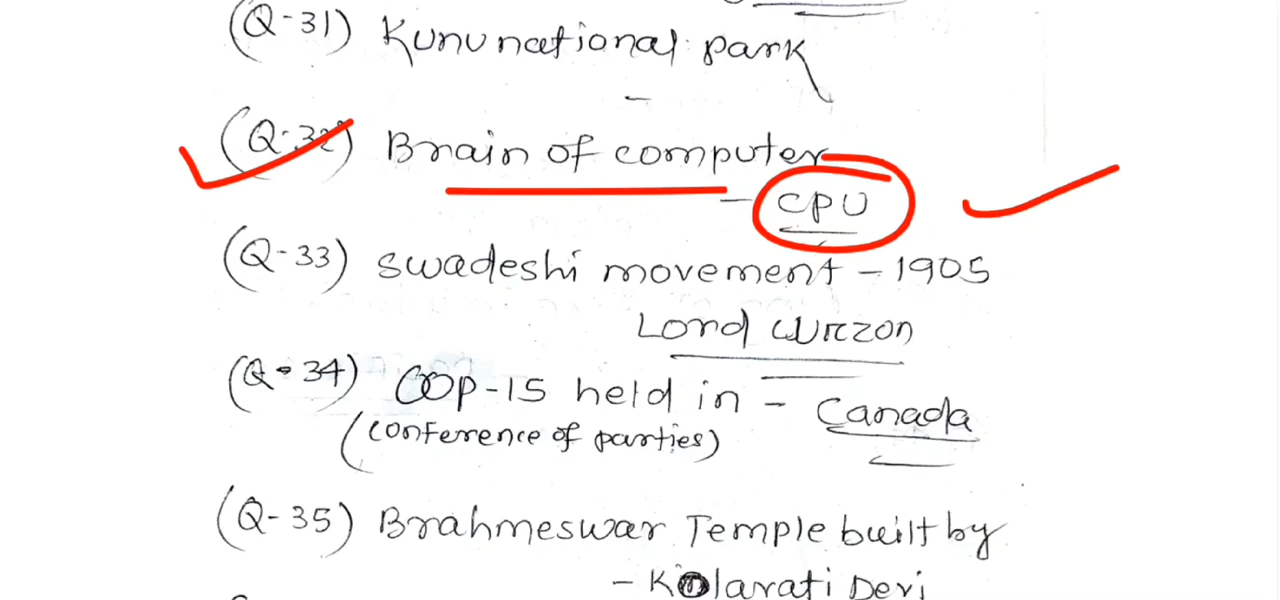 (Q-31) Kunu national park
-
(Q-32) Brain of computer
- CPU
(Q-33) Swadeshi movement - 1905
Lord Curzon
(Q-34) COP-15 held in - Canada
(conference of parties)
(Q-35) Brahmeswar Temple built by
- Kolavati Devi